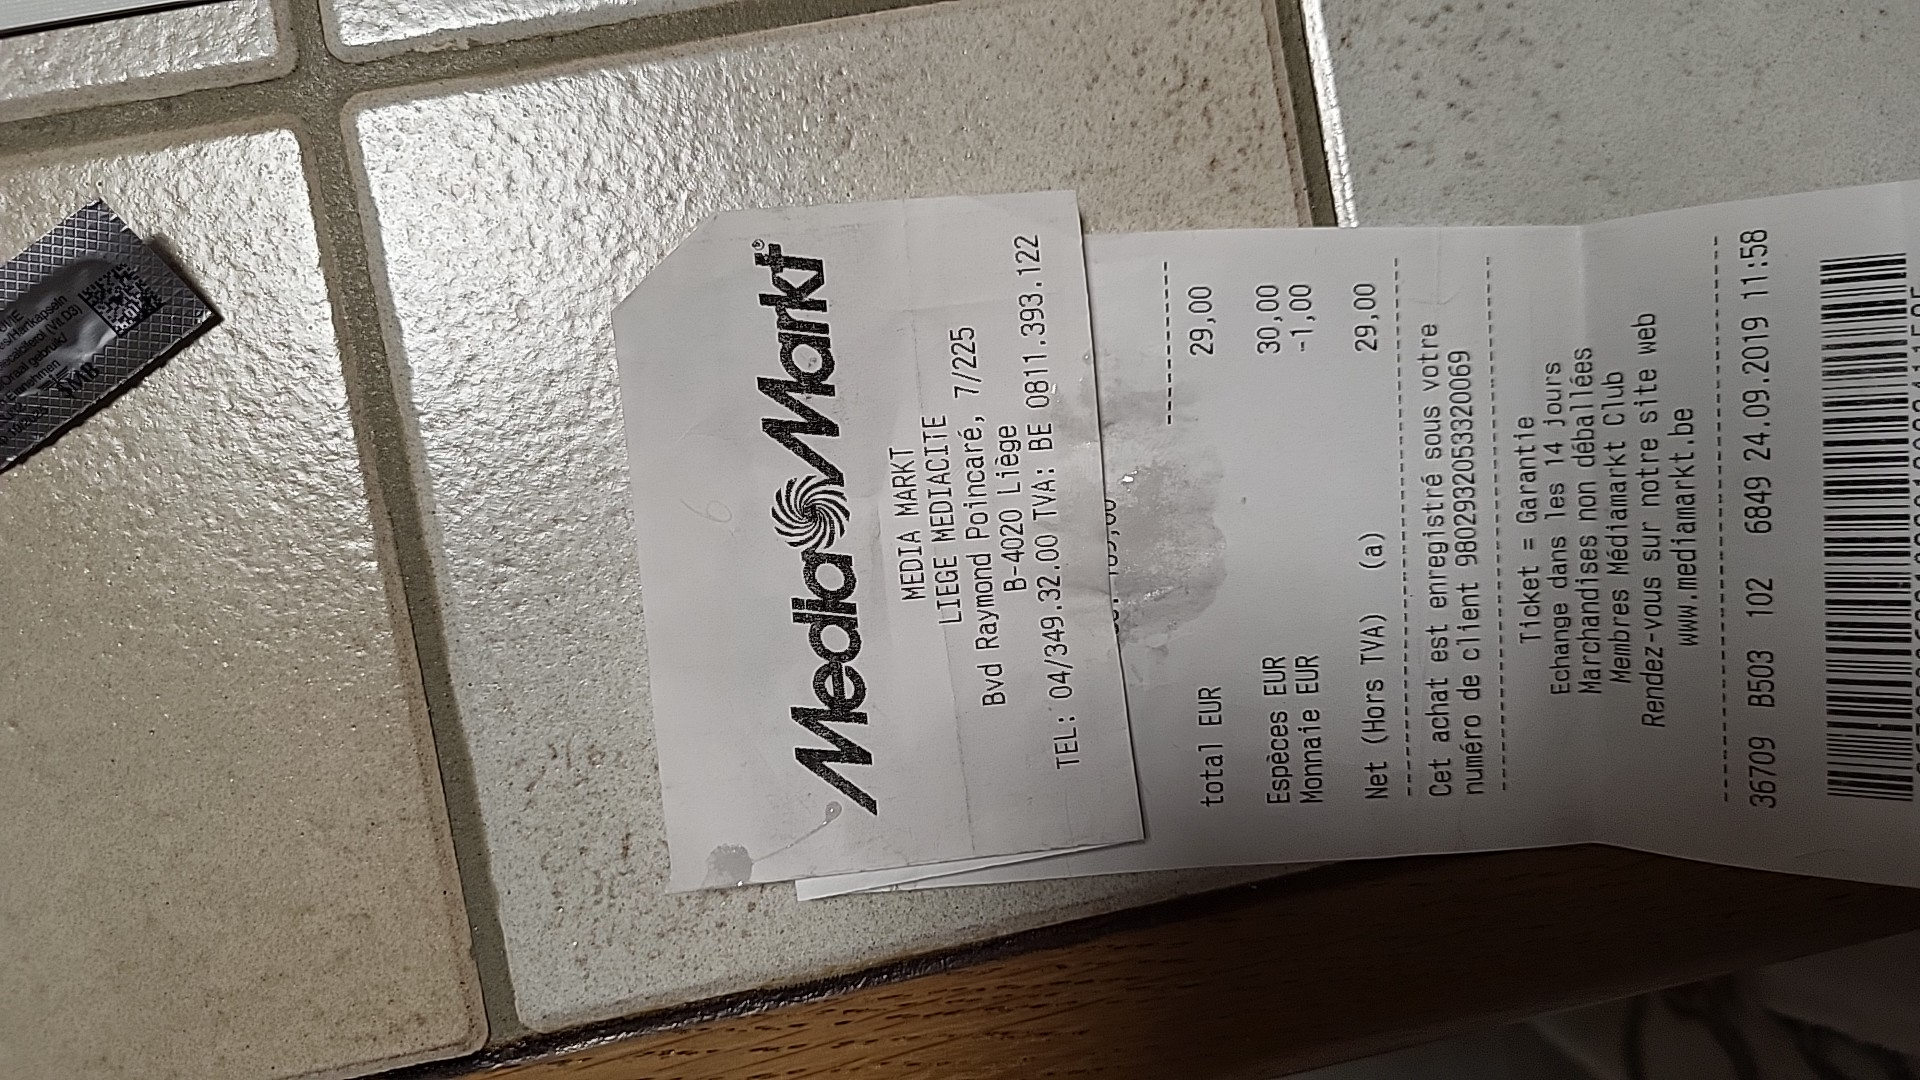 MediaMarkt®
MEDIA MARKT
LIEGE MEDIACITE
Bvd Raymond Poincaré, 7/225
B-4020 Liège
TEL: 04/349.32.00 TVA: BE 0811.393.122
total EUR 29,00
Espèces EUR 30,00
Monnaie EUR -1,00
Net (Hors TVA) (a) 29,00
Cet achat est enregistré sous votre
numéro de client 9802932053320069
Ticket = Garantie
Echange dans les 14 jours
Marchandises non déballées
Membres Médiamarkt Club
Rendez-vous sur notre site web
www.mediamarkt.be
36709 B503 102 6849 24.09.2019 11:58
(Vit D3)